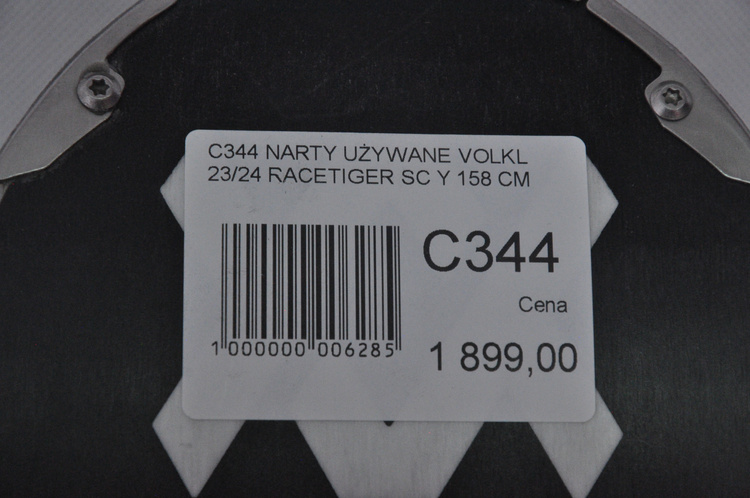 C344 NARTY UŻYWANE VOLKL
23/24 RACETIGER SC Y 158 CM
C344
Cena
1 000000 006285
1 899,00